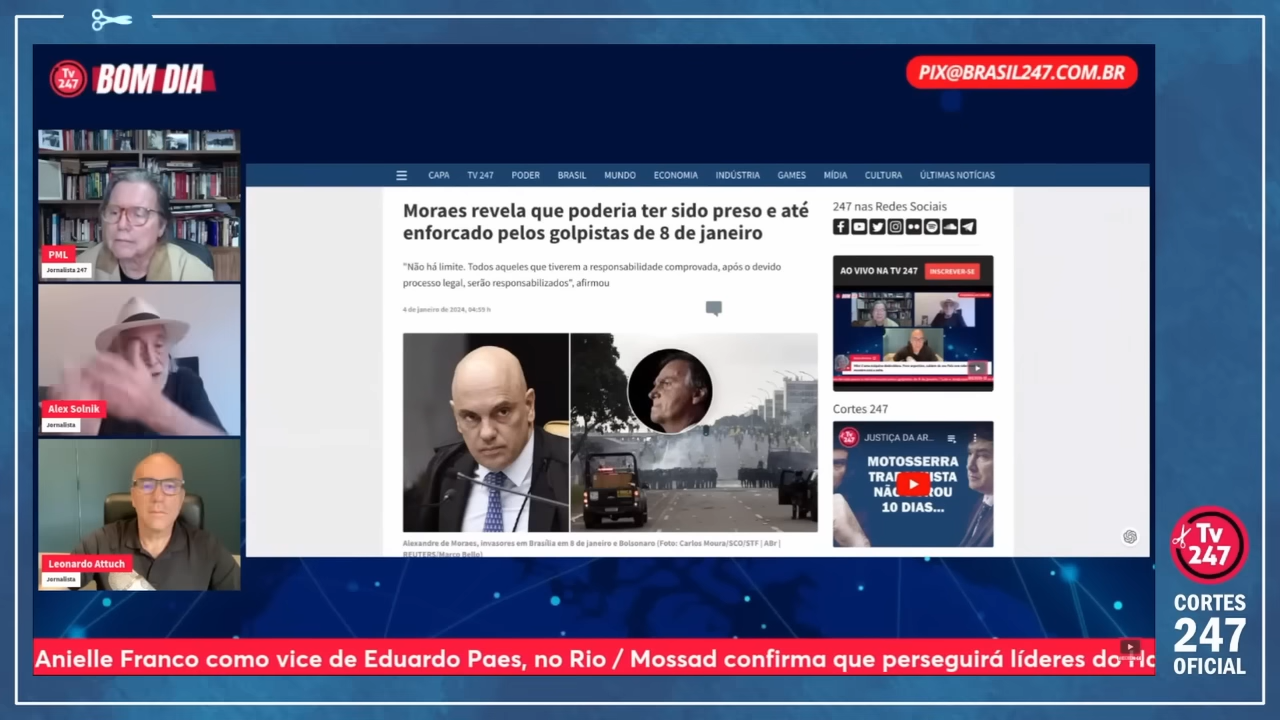 Tv
247
BOM DIA
PIX@BRASIL247.COM.BR
PML
Jornalista 247
Alex Solnik
Jornalista
Leonardo Attuch
Jornalista
CAPA TV 247 PODER BRASIL MUNDO ECONOMIA INDÚSTRIA GAMES MÍDIA CULTURA ÚLTIMAS NOTÍCIAS
Moraes revela que poderia ter sido preso e até
enforcado pelos golpistas de 8 de janeiro
"Não há limite. Todos aqueles que tiverem a responsabilidade comprovada, após o devido
processo legal, serão responsabilizados", afirmou
4 de janeiro de 2024, 04:59 h
Alexandre de Moraes, invasores em Brasília em 8 de janeiro e Bolsonaro (Foto: Carlos Moura/SCO/STF | ABr |
REUTERS/Marco Bello)
247 nas Redes Sociais
AO VIVO NA TV 247 INSCREVER-SE
Cortes 247
Tv
247
JUSTIÇA DA AR...
MOTOSSERRA
10 DIAS...
Anielle Franco como vice de Eduardo Paes, no Rio / Mossad confirma que perseguirá líderes do
Tv
247
CORTES
247
OFICIAL